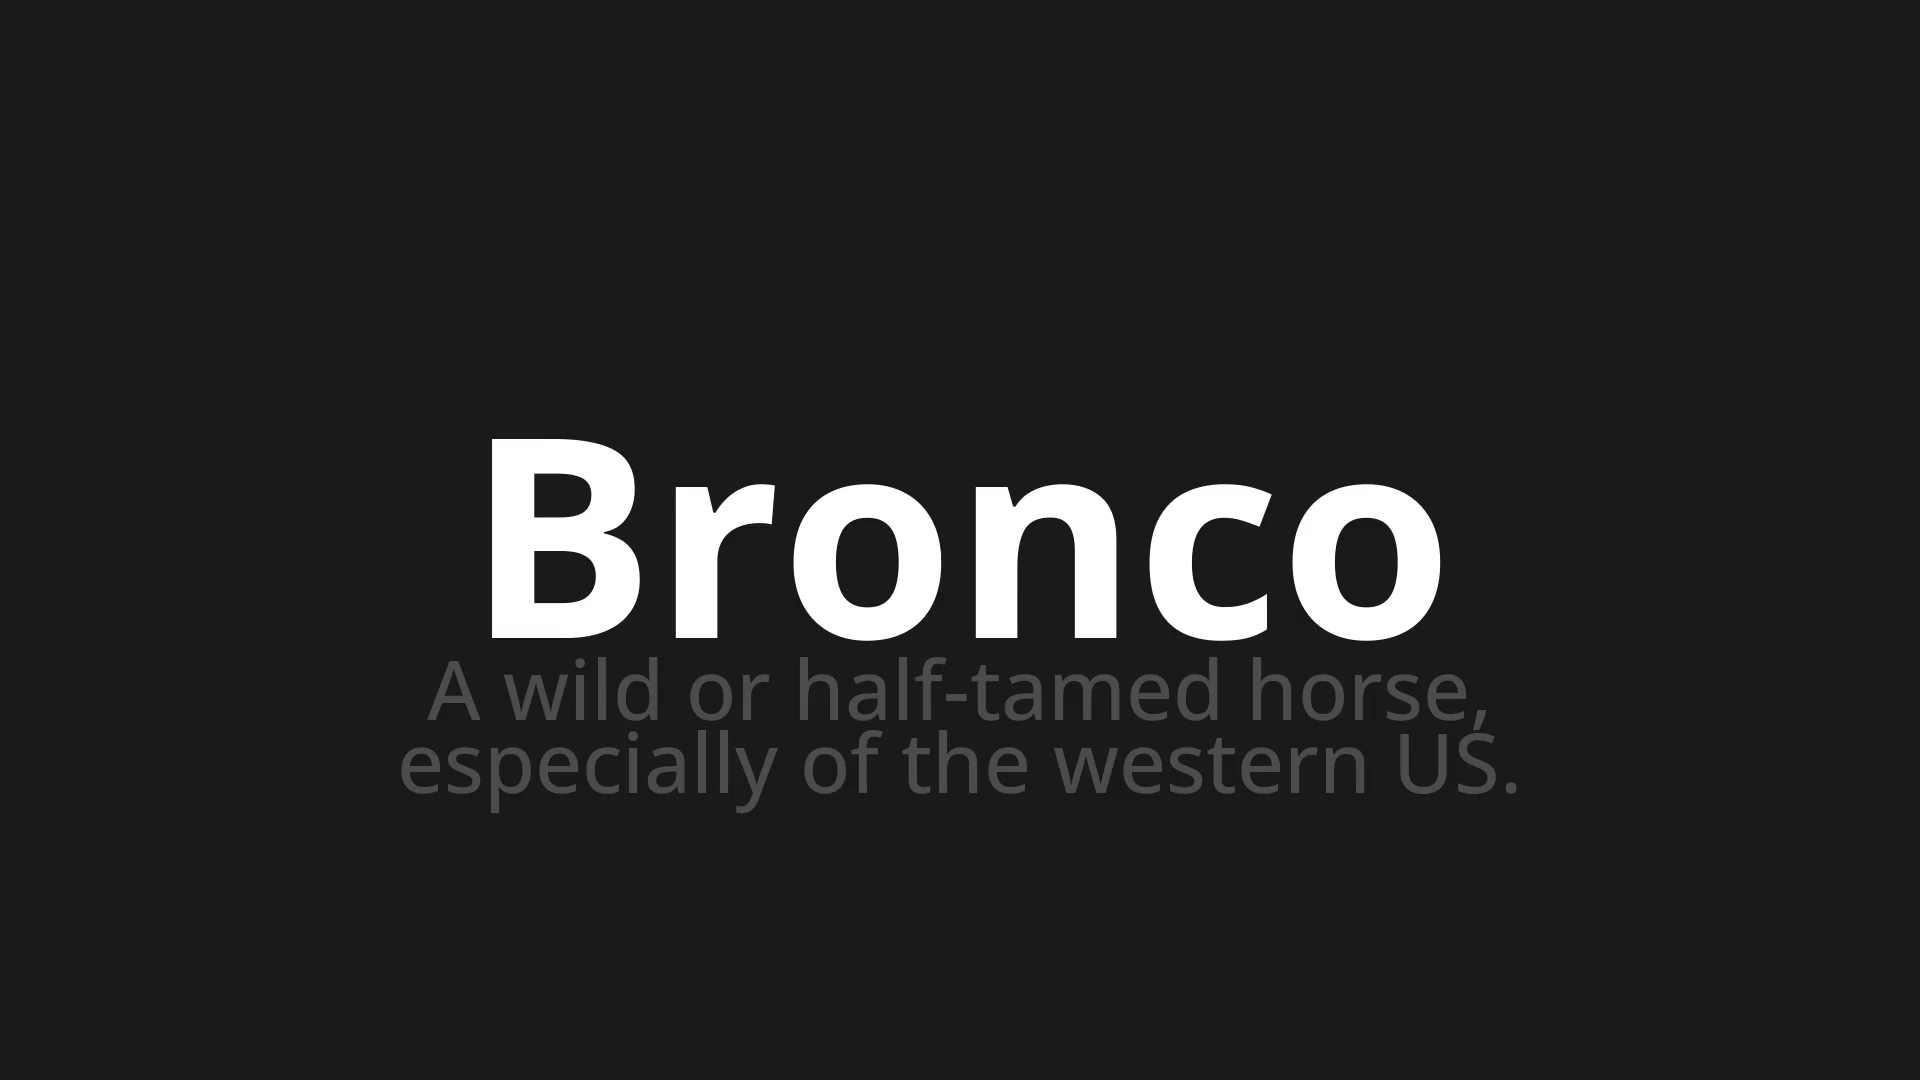 Bronco
A wild or half-tamed horse,
especially of the western US.